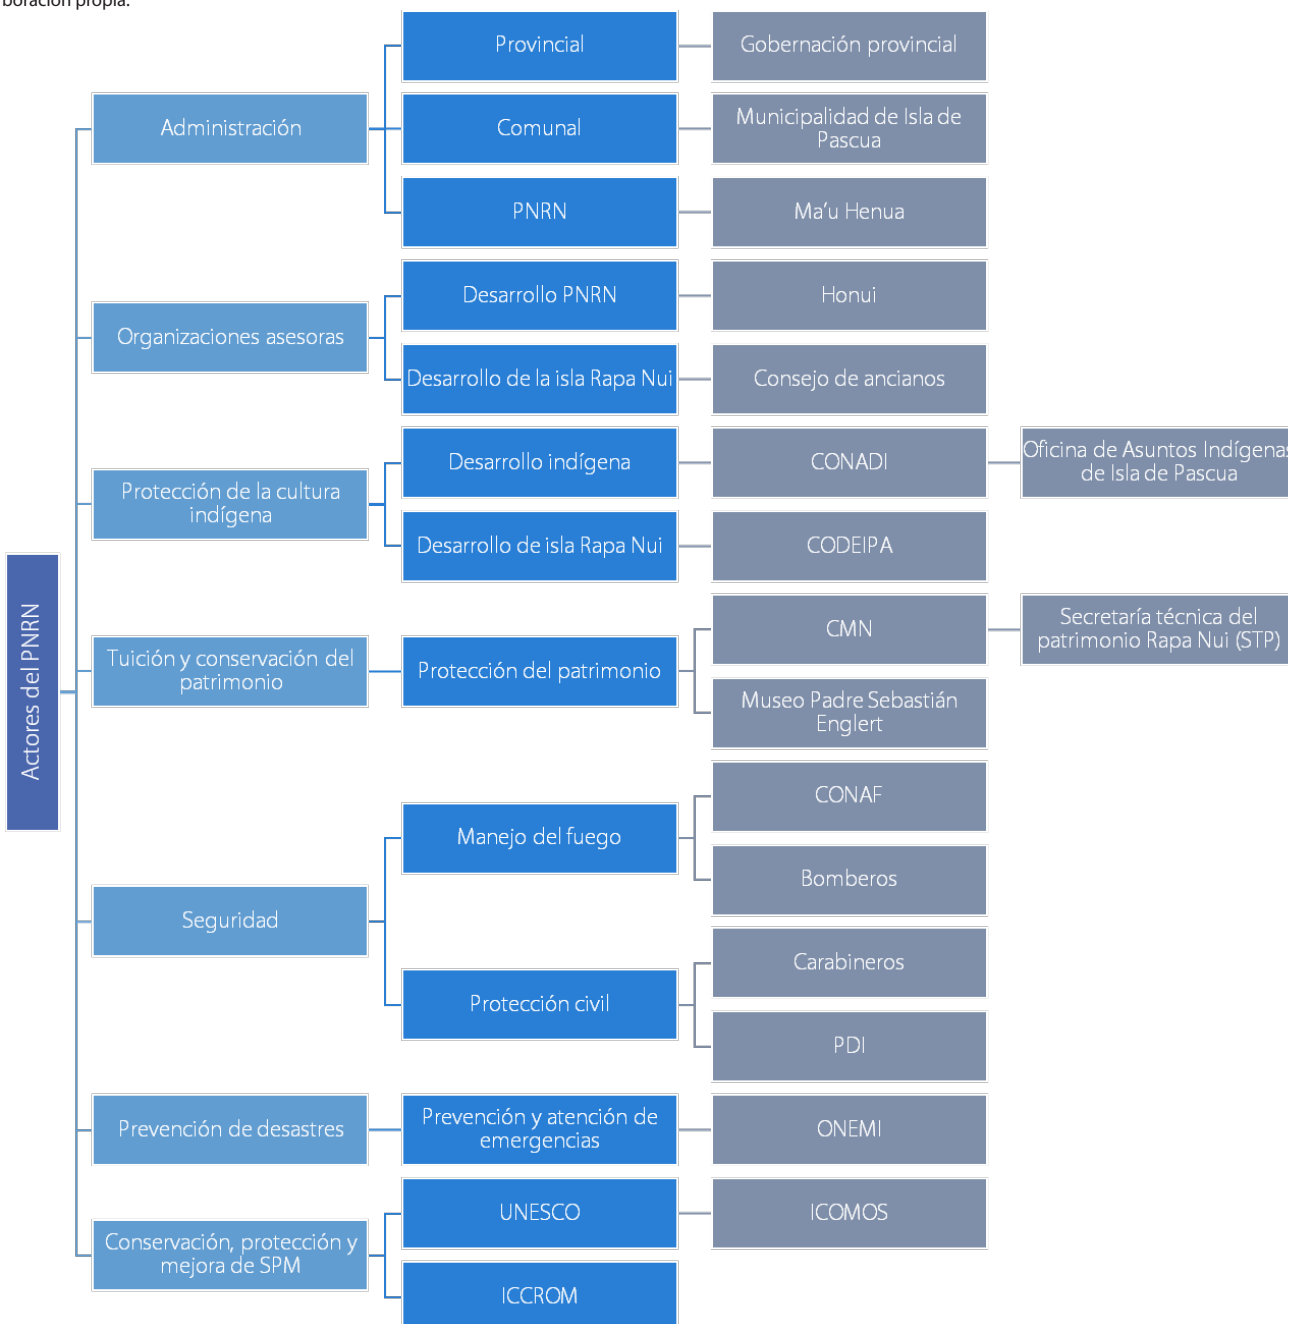 boración propia.
Provincial
Gobernación provincial
Administración
Comunal
Municipalidad de Isla de
Pascua
PNRN
Ma'u Henua
Organizaciones asesoras
Desarrollo PNRN
Honui
Desarrollo de la isla Rapa Nui
Consejo de ancianos
Protección de la cultura
indígena
Desarrollo indígena
CONADI
Oficina de Asuntos Indígenas
de Isla de Pascua
Desarrollo de isla Rapa Nui
CODEIPA
Actores del PNRN
Tuición y conservación del
patrimonio
Protección del patrimonio
CMN
Secretaría técnica del
patrimonio Rapa Nui (STP)
Museo Padre Sebastián
Englert
Seguridad
Manejo del fuego
CONAF
Bomberos
Protección civil
Carabineros
PDI
Prevención de desastres
Prevención y atención de
emergencias
ONEMI
Conservación, protección y
mejora de SPM
UNESCO
ICOMOS
ICCROM